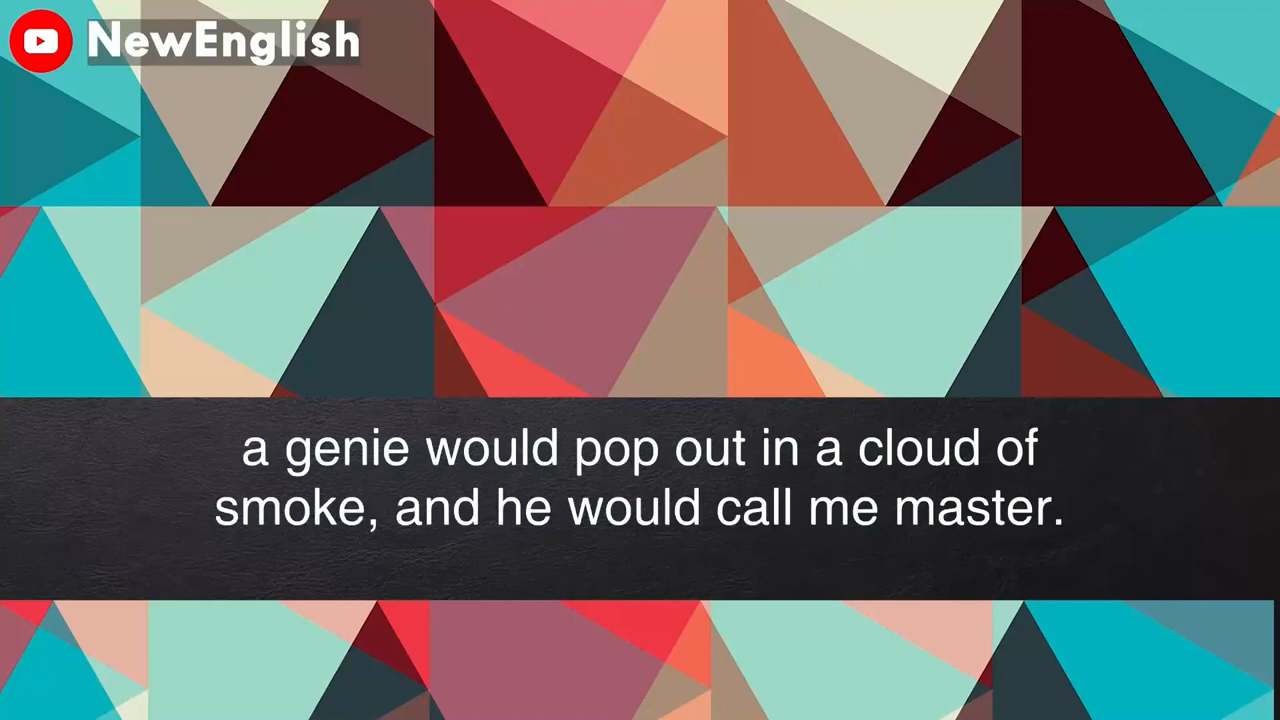 NewEnglish
a genie would pop out in a cloud of
smoke, and he would call me master.